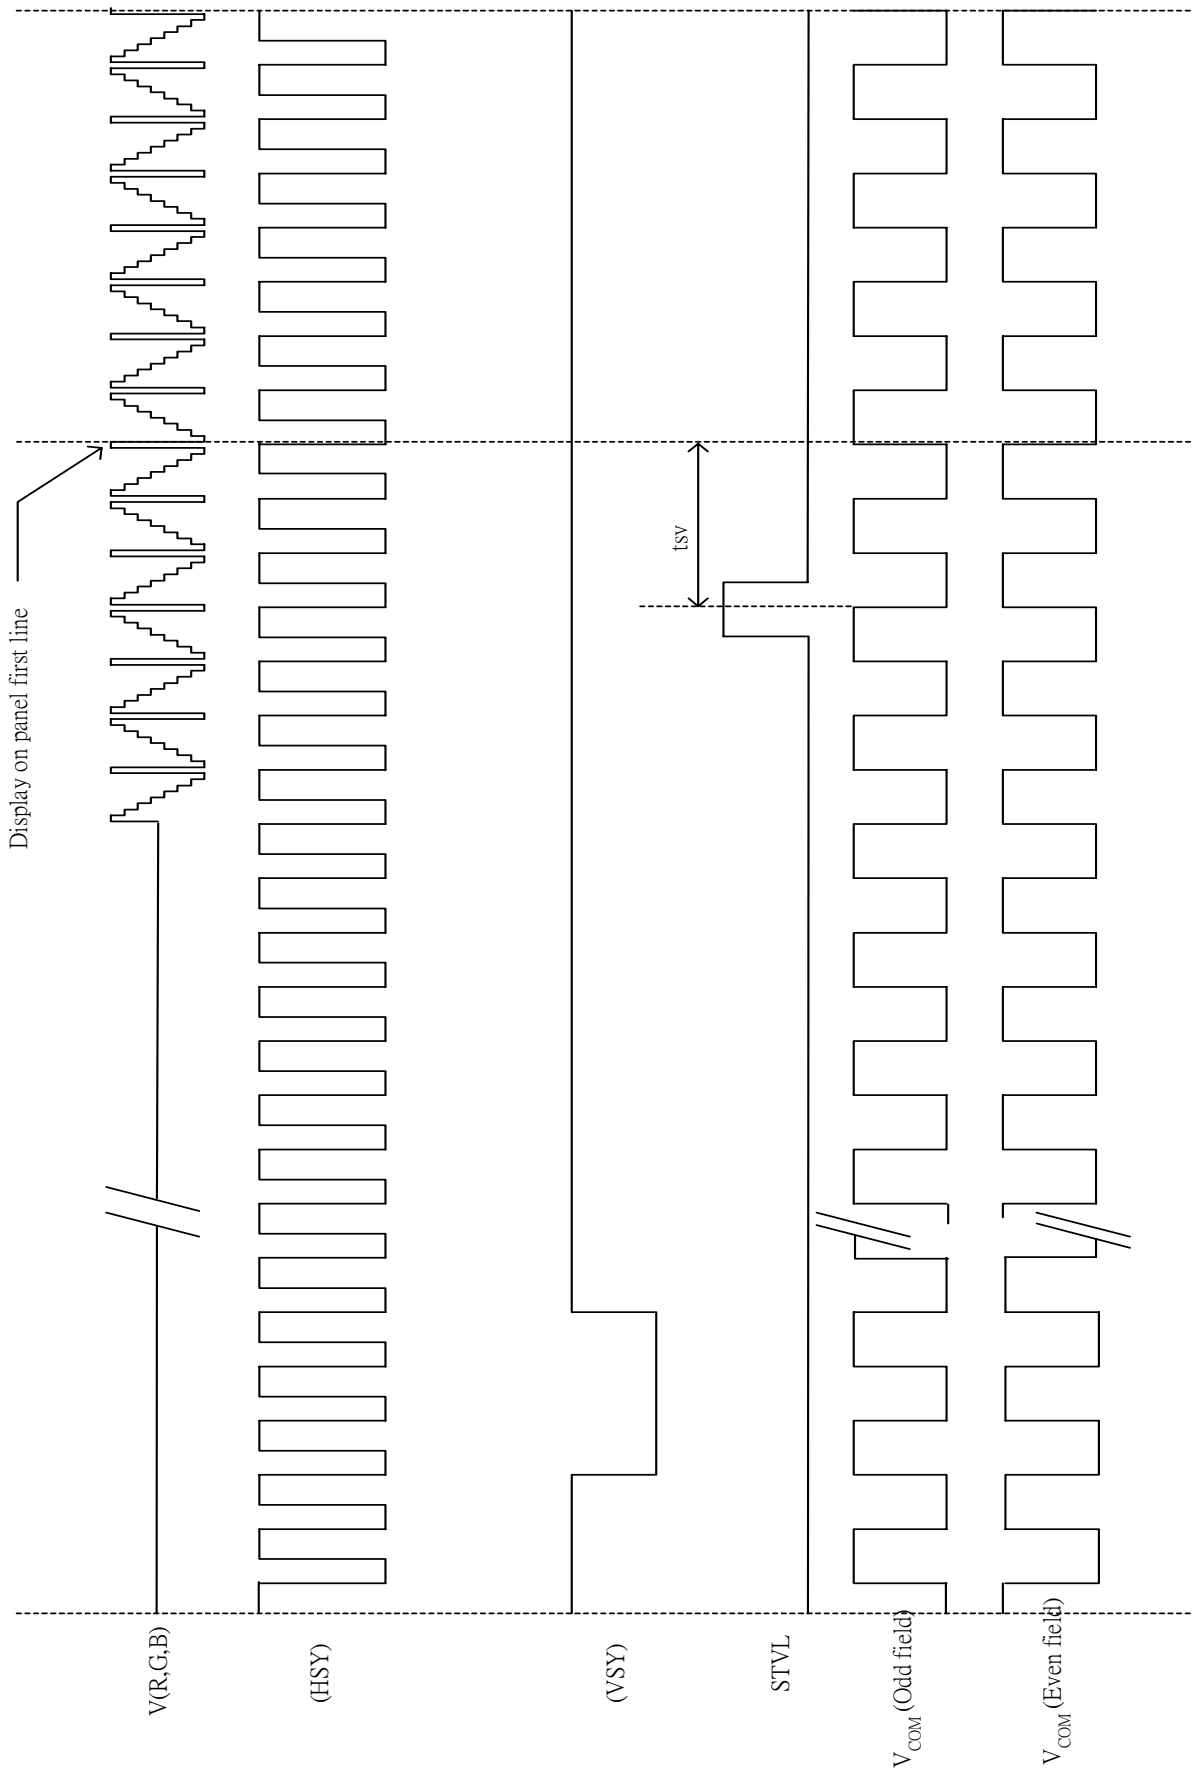 Display on panel first line
tsv
V(R,G,B)
(HSY)
(VSY)
STVL
VCOM (Odd field)
VCOM (Even field)